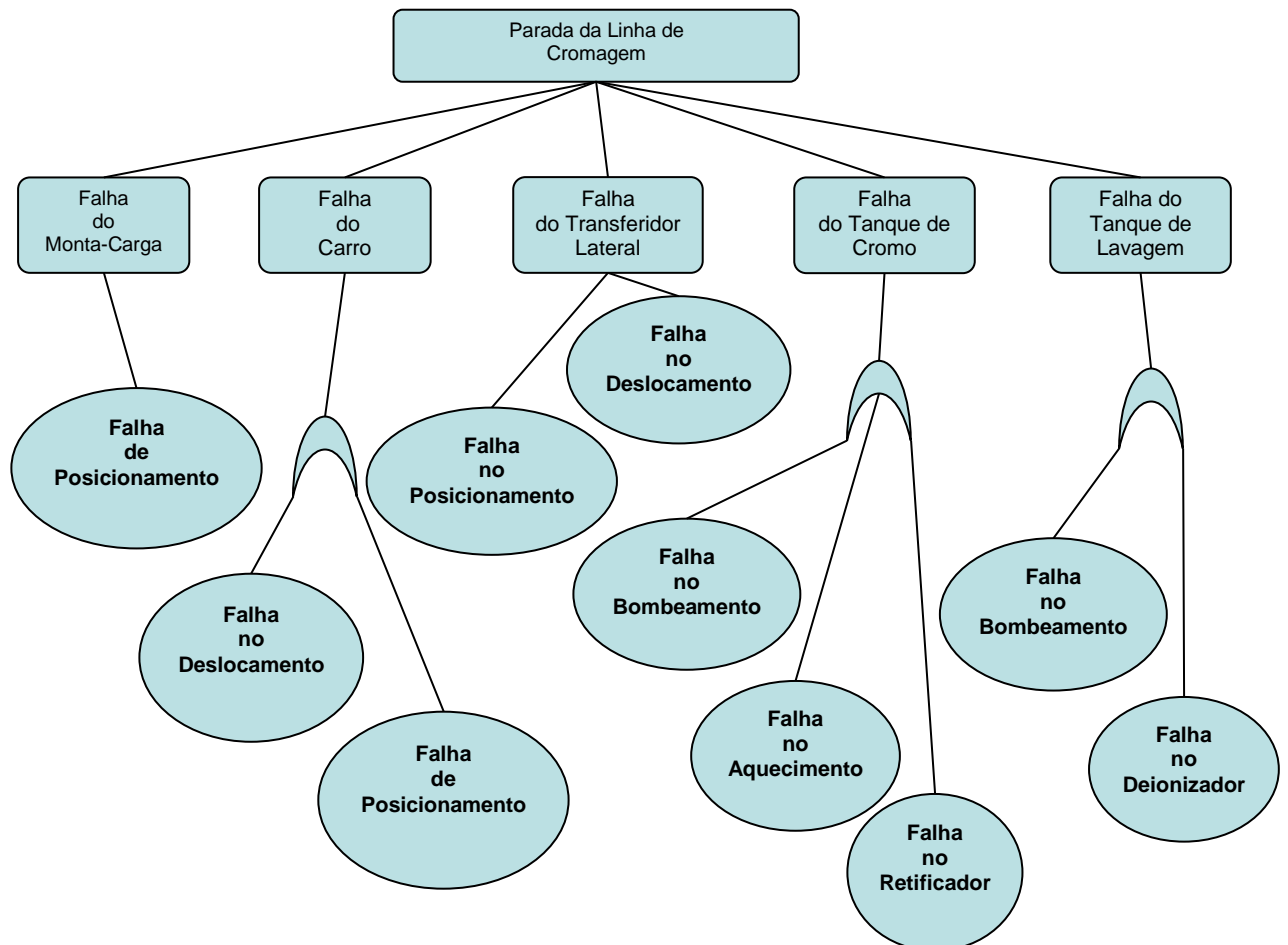 Parada da Linha de
Cromagem
Falha
do
Monta-Carga
Falha
do
Carro
Falha
do Transferidor
Lateral
Falha
do Tanque de
Cromo
Falha do
Tanque de
Lavagem
Falha
de
Posicionamento
Falha
no
Deslocamento
Falha
de
Posicionamento
Falha
no
Posicionamento
Falha
no
Deslocamento
Falha
no
Bombeamento
Falha
no
Aquecimento
Falha
no
Retificador
Falha
no
Bombeamento
Falha
no
Deionizador